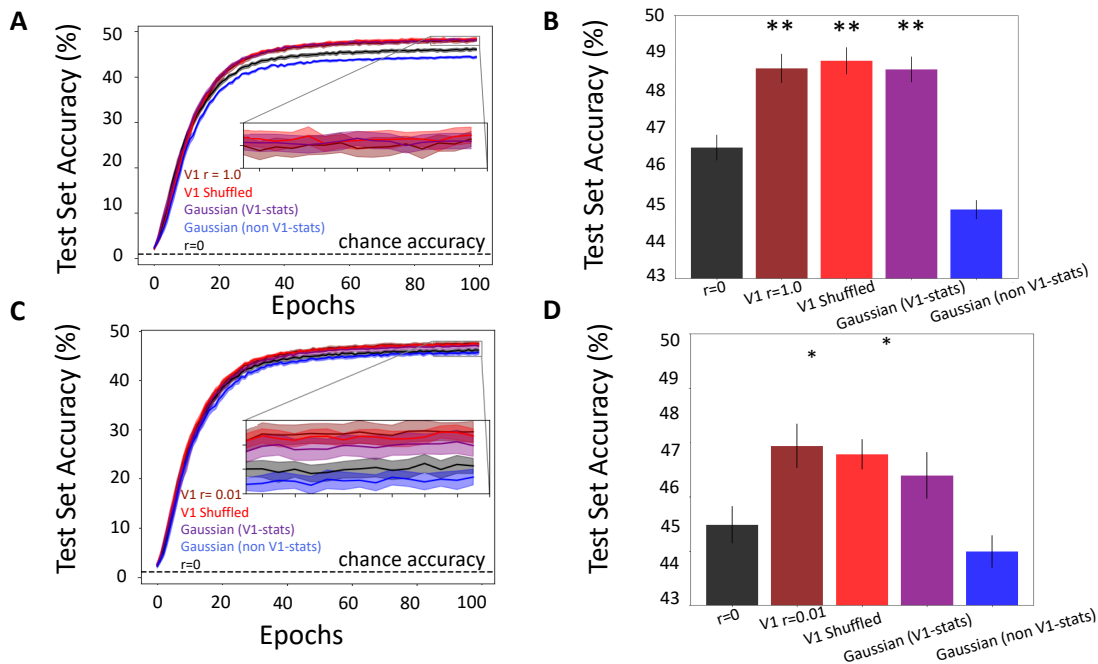 A
Test Set Accuracy (%)
50
40
30
20
10
0
V1 r = 1.0
V1 Shuffled
Gaussian (V1-stats)
Gaussian (non V1-stats)
r=0
chance accuracy
0 20 40 60 80 100
Epochs
B
Test Set Accuracy (%)
50
49
48
46
45
44
43
** ** **
r=0
V1 r=1.0
V1 Shuffled
Gaussian (V1-stats)
Gaussian (non V1-stats)
C
Test Set Accuracy (%)
50
40
30
20
10
0
V1 r= 0.01
V1 Shuffled
Gaussian (V1-stats)
Gaussian (non V1-stats)
r=0
chance accuracy
0 20 40 60 80 100
Epochs
D
Test Set Accuracy (%)
50
49
48
47
46
45
44
43
* *
r=0
V1 r=0.01
V1 Shuffled
Gaussian (V1-stats)
Gaussian (non V1-stats)